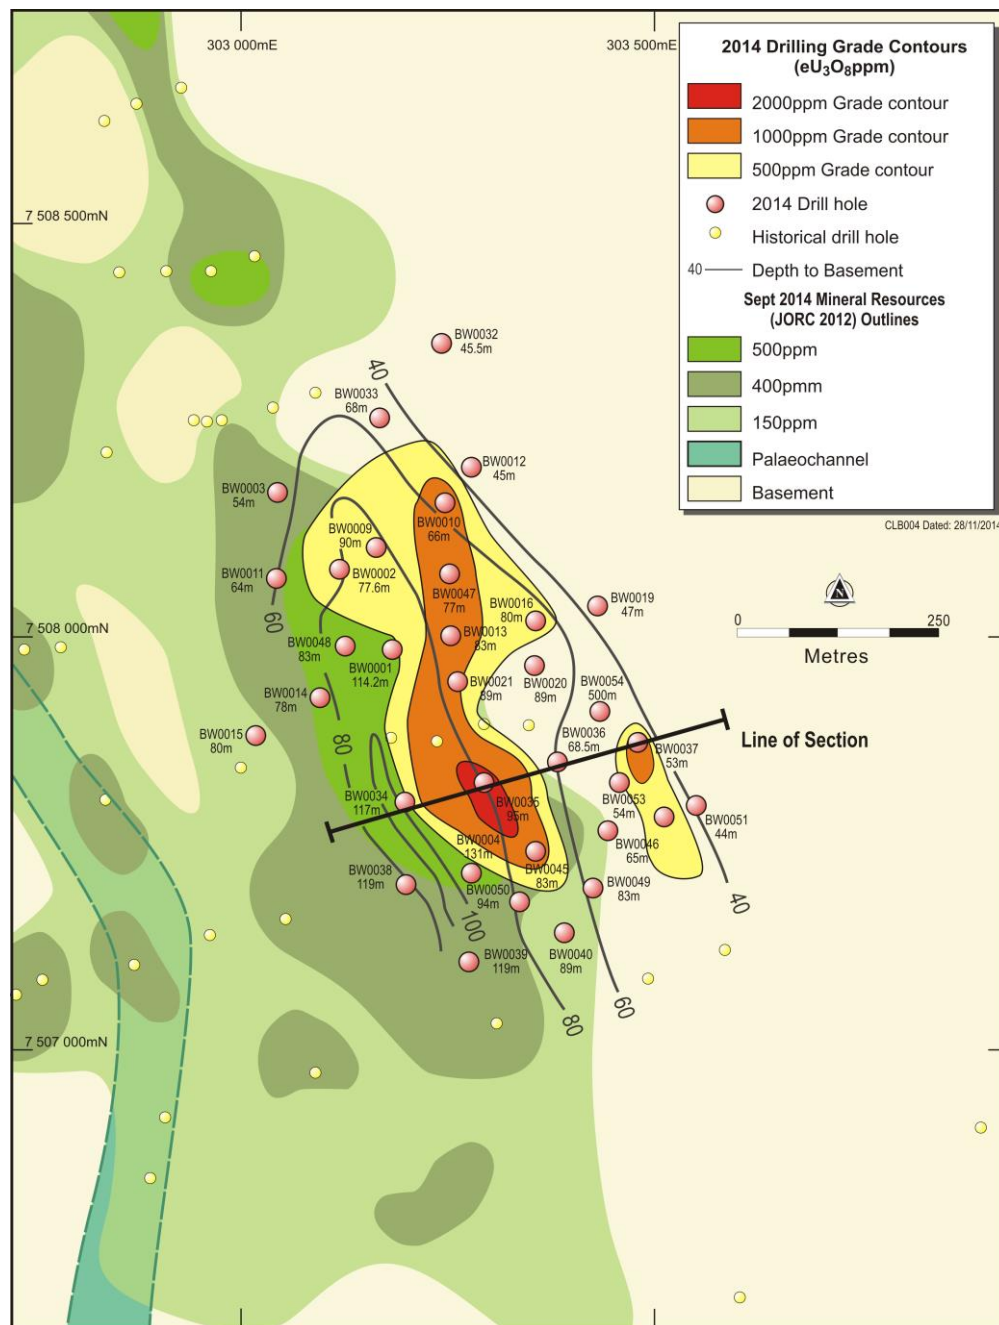 303 000mE
303 500mE
2014 Drilling Grade Contours
(eU₃O₈ppm)
2000ppm Grade contour
1000ppm Grade contour
500ppm Grade contour
2014 Drill hole
Historical drill hole
40
Depth to Basement
Sept 2014 Mineral Resources
(JORC 2012) Outlines
500ppm
400pmm
150ppm
Palaeochannel
Basement
CLB004 Dated: 28/11/2014
7 508 500mN
BW0032
45.5m
40
BW0033
68m
BW0012
45m
BW0003
54m
BW0010
66m
BW0009
90m
BW0002
77.6m
BW0011
64m
BW0047
77m
BW0016
80m
BW0019
47m
N
0
250
Metres
60
7 508 000mN
BW0048
83m
BW0001
114.2m
BW0013
83m
BW0020
89m
BW0021
89m
BW0014
78m
BW0054
500m
BW0015
80m
80
BW0036
68.5m
BW0037
53m
Line of Section
BW0034
117m
BW0035
95m
BW0053
54m
BW0051
44m
BW0004
131m
BW0045
83m
BW0046
65m
BW0038
119m
BW0050
94m
BW0049
83m
40
100
BW0039
119m
BW0040
89m
60
80
7 507 000mN